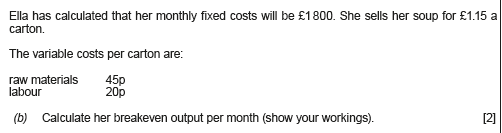 Ella has calculated that her monthly fixed costs will be £1800. She sells her soup for £1.15 a
carton.
The variable costs per carton are:
raw materials 45p
labour 20p
(b) Calculate her breakeven output per month (show your workings). [2]